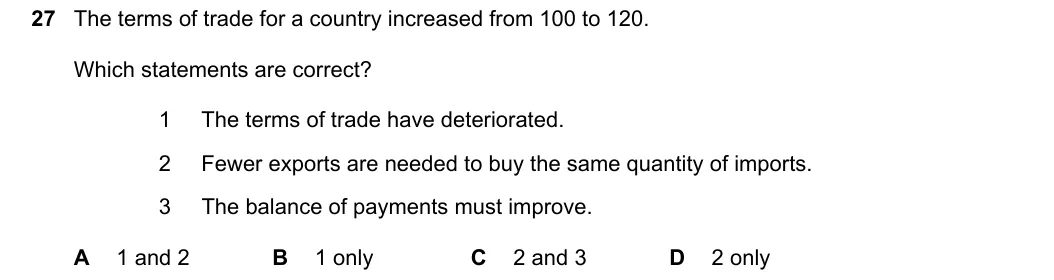 27 The terms of trade for a country increased from 100 to 120.
Which statements are correct?
1 The terms of trade have deteriorated.
2 Fewer exports are needed to buy the same quantity of imports.
3 The balance of payments must improve.
A 1 and 2 B 1 only C 2 and 3 D 2 only